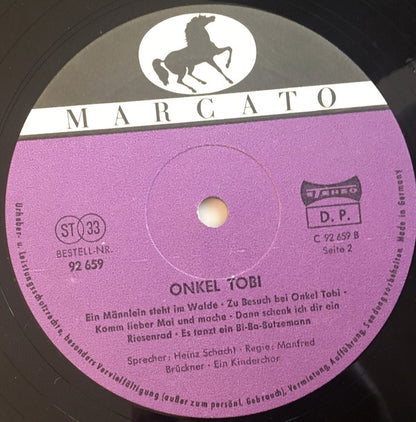 MARCATO
ST 33
BESTELL-NR.
92 659
STEREO
D. P.
C 92 659 B
Seite 2
ONKEL TOBI
Ein Männlein steht im Walde · Zu Besuch bei Onkel Tobi ·
Komm lieber Mai und mache · Dann schenk ich dir ein
Riesenrad · Es tanzt ein Bi-Ba-Butzemann
Sprecher: Heinz Schacht · Regie: Manfred
Brückner · Ein Kinderchor
Urheber- u. Leistungsschutzrechte, besonders Vervielfältigung (außer zum persönl. Gebrauch), Vermietung, Aufführung, Sendung vorbehalten!
Made in Germany